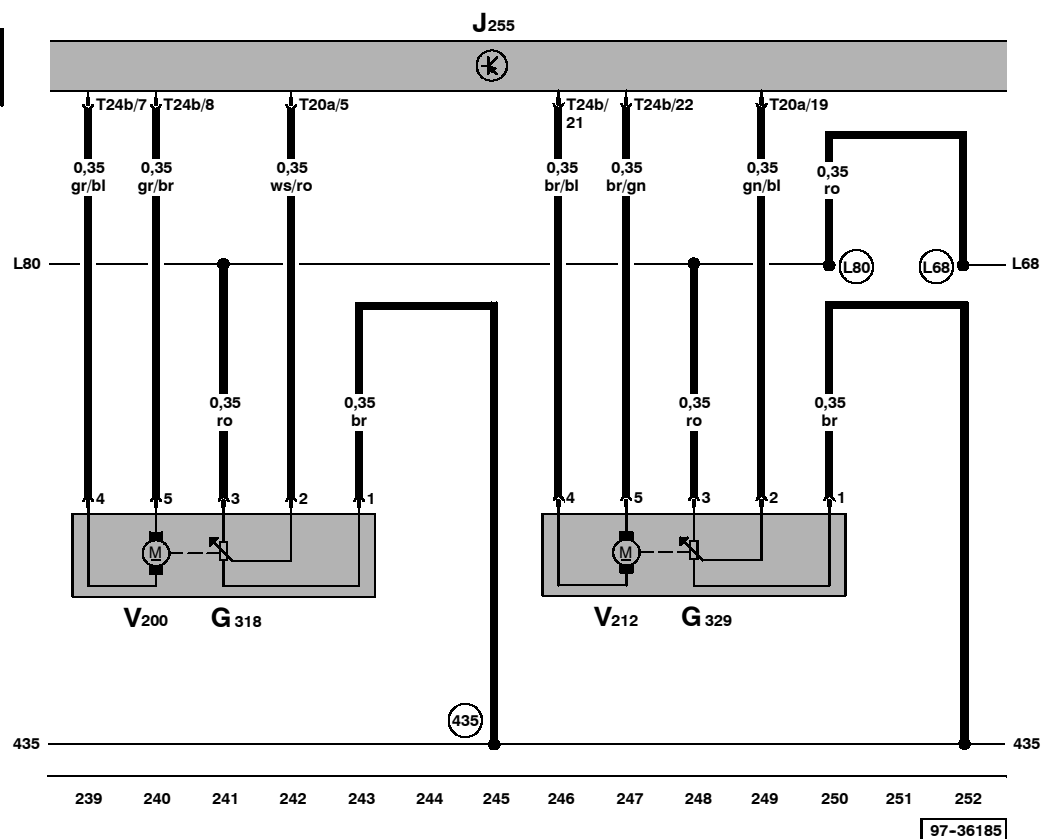 J255
T24b/7 T24b/8 T20a/5 T24b/ T24b/22 T20a/19
21
0,35 0,35 0,35 0,35 0,35 0,35 0,35
gr/bl gr/br ws/ro br/bl br/gn gn/bl ro
L80 L80 L68 L68
0,35 0,35 0,35 0,35
ro br ro br
4 5 3 2 1 4 5 3 2 1
M M
V200 G318 V212 G329
435
435 435
239 240 241 242 243 244 245 246 247 248 249 250 251 252
97-36185